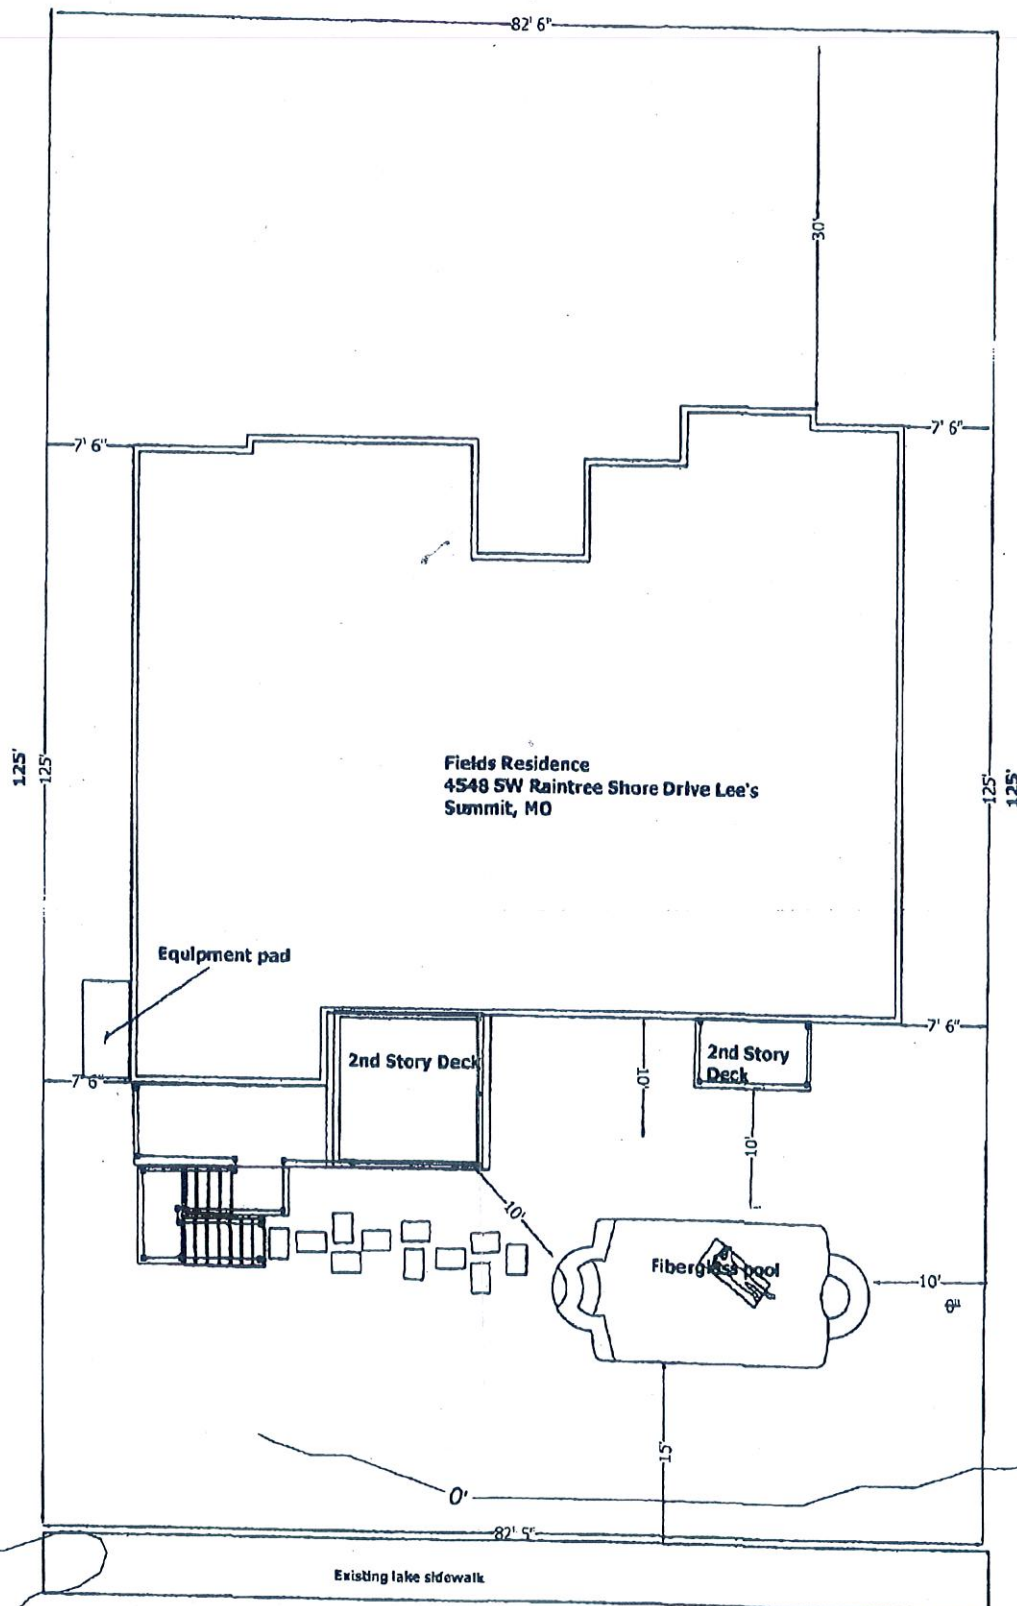 82' 6"
30'
7' 6"
7' 6"
125'
125'
Fields Residence
4548 SW Raintree Shore Drive Lee's
Summit, MO
125'
125'
Equipment pad
7' 6"
2nd Story Deck
2nd Story
Deck
10'
7' 6"
10'
10'
Fiberglass pool
10'
0"
15'
0'
82' 5"
Existing lake sidewalk